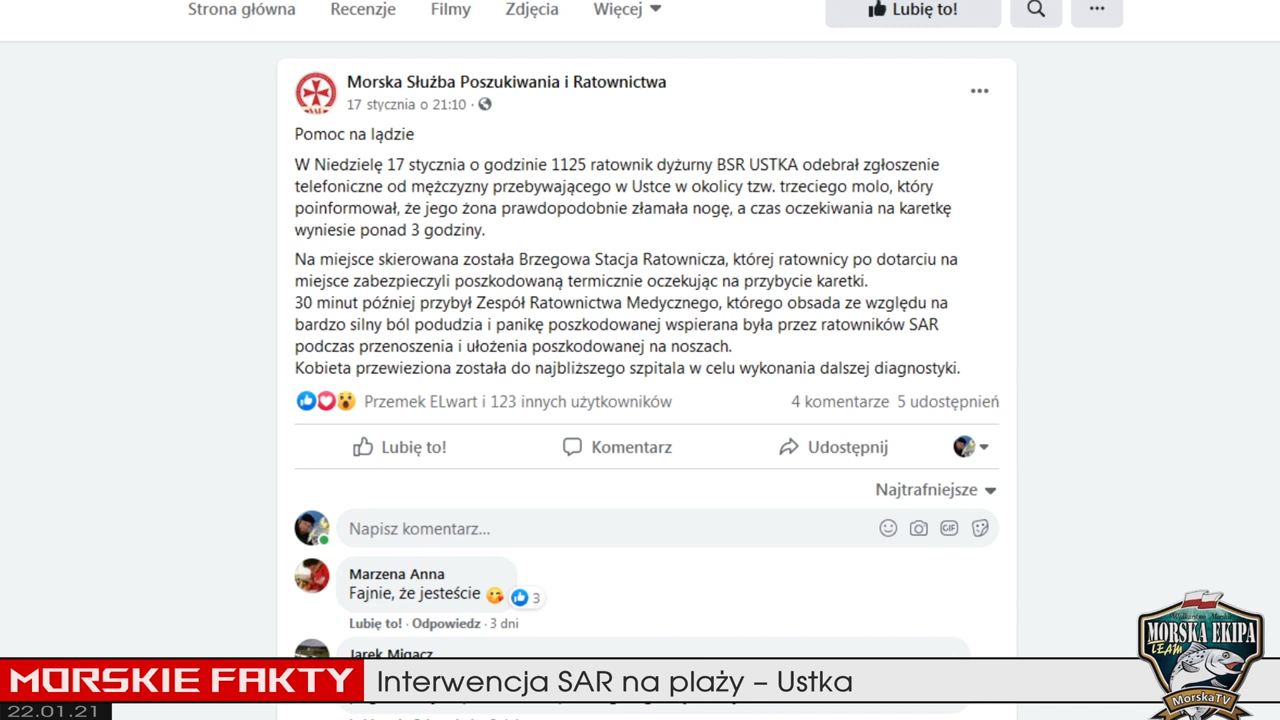 Strona główna Recenzje Filmy Zdjęcia Więcej Lubię to!
Morska Służba Poszukiwania i Ratownictwa
17 stycznia o 21:10
Pomoc na lądzie
W Niedzielę 17 stycznia o godzinie 1125 ratownik dyżurny BSR USTKA odebrał zgłoszenie
telefoniczne od mężczyzny przebywającego w Ustce w okolicy tzw. trzeciego molo, który
poinformował, że jego żona prawdopodobnie złamała nogę, a czas oczekiwania na karetkę
wyniesie ponad 3 godziny.
Na miejsce skierowana została Brzegowa Stacja Ratownicza, której ratownicy po dotarciu na
miejsce zabezpieczyli poszkodowaną termicznie oczekując na przybycie karetki.
30 minut później przybył Zespół Ratownictwa Medycznego, którego obsada ze względu na
bardzo silny ból podudzia i panikę poszkodowanej wspierana była przez ratowników SAR
podczas przenoszenia i ułożenia poszkodowanej na noszach.
Kobieta przewieziona została do najbliższego szpitala w celu wykonania dalszej diagnostyki.
Przemek ELwart i 123 innych użytkowników 4 komentarze 5 udostępnień
Lubię to! Komentarz Udostępnij
Najtrafniejsze
Napisz komentarz... GIF
Marzena Anna
Fajnie, że jesteście 3
Lubię to! · Odpowiedz · 3 dni
Jarek Migacz
MORSKA EKIPA
TEAM
MorskaTV
MORSKIE FAKTY Interwencja SAR na plaży – Ustka
22.01.21